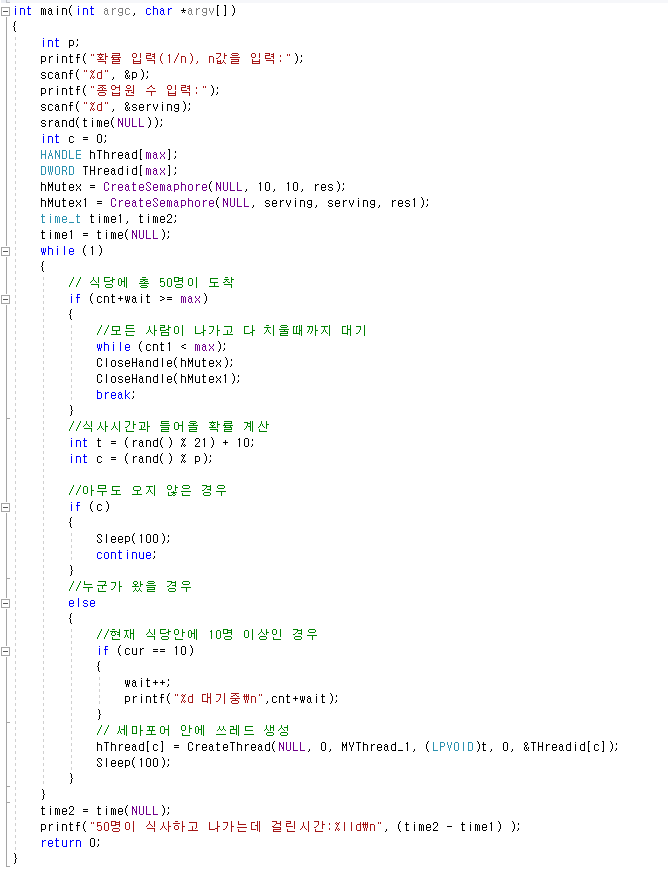 int main(int argc, char *argv[])
{
int p;
printf("확률 입력(1/n), n값을 입력:");
scanf("%d", &p);
printf("종업원 수 입력:");
scanf("%d", &serving);
srand(time(NULL));
int c = 0;
HANDLE hThread[max];
DWORD THreadid[max];
hMutex = CreateSemaphore(NULL, 10, 10, res);
hMutex1 = CreateSemaphore(NULL, serving, serving, res1);
time_t time1, time2;
time1 = time(NULL);
while (1)
{
// 식당에 총 50명이 도착
if (cnt+wait >= max)
{
//모든 사람이 나가고 다 치울때까지 대기
while (cnt1 < max);
CloseHandle(hMutex);
CloseHandle(hMutex1);
break;
}
//식사시간과 들어올 확률 계산
int t = (rand() % 21) + 10;
int c = (rand() % p);
//아무도 오지 않은 경우
if (c)
{
Sleep(100);
continue;
}
//누군가 왔을 경우
else
{
//현재 식당안에 10명 이상인 경우
if (cur == 10)
{
wait++;
printf("%d 대기중₩n",cnt+wait);
}
// 세마포어 안에 쓰레드 생성
hThread[c] = CreateThread(NULL, 0, MYThread_1, (LPVOID)t, 0, &THreadid[c]);
Sleep(100);
}
}
time2 = time(NULL);
printf("50명이 식사하고 나가는데 걸린시간:%lld₩n", (time2 - time1) );
return 0;
}